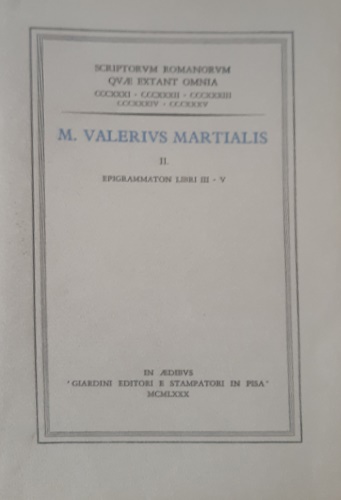 SCRIPTORVM ROMANORVM
QVÆ EXTANT OMNIA
CCCXXXI - CCCXXXII - CCCXXXIII
CCCXXXIV - CCCXXXV
M. VALERIVS MARTIALIS
II.
EPIGRAMMATON LIBRI III - V
IN ÆDIBVS
"GIARDINI EDITORI E STAMPATORI IN PISA"
MCMLXXX